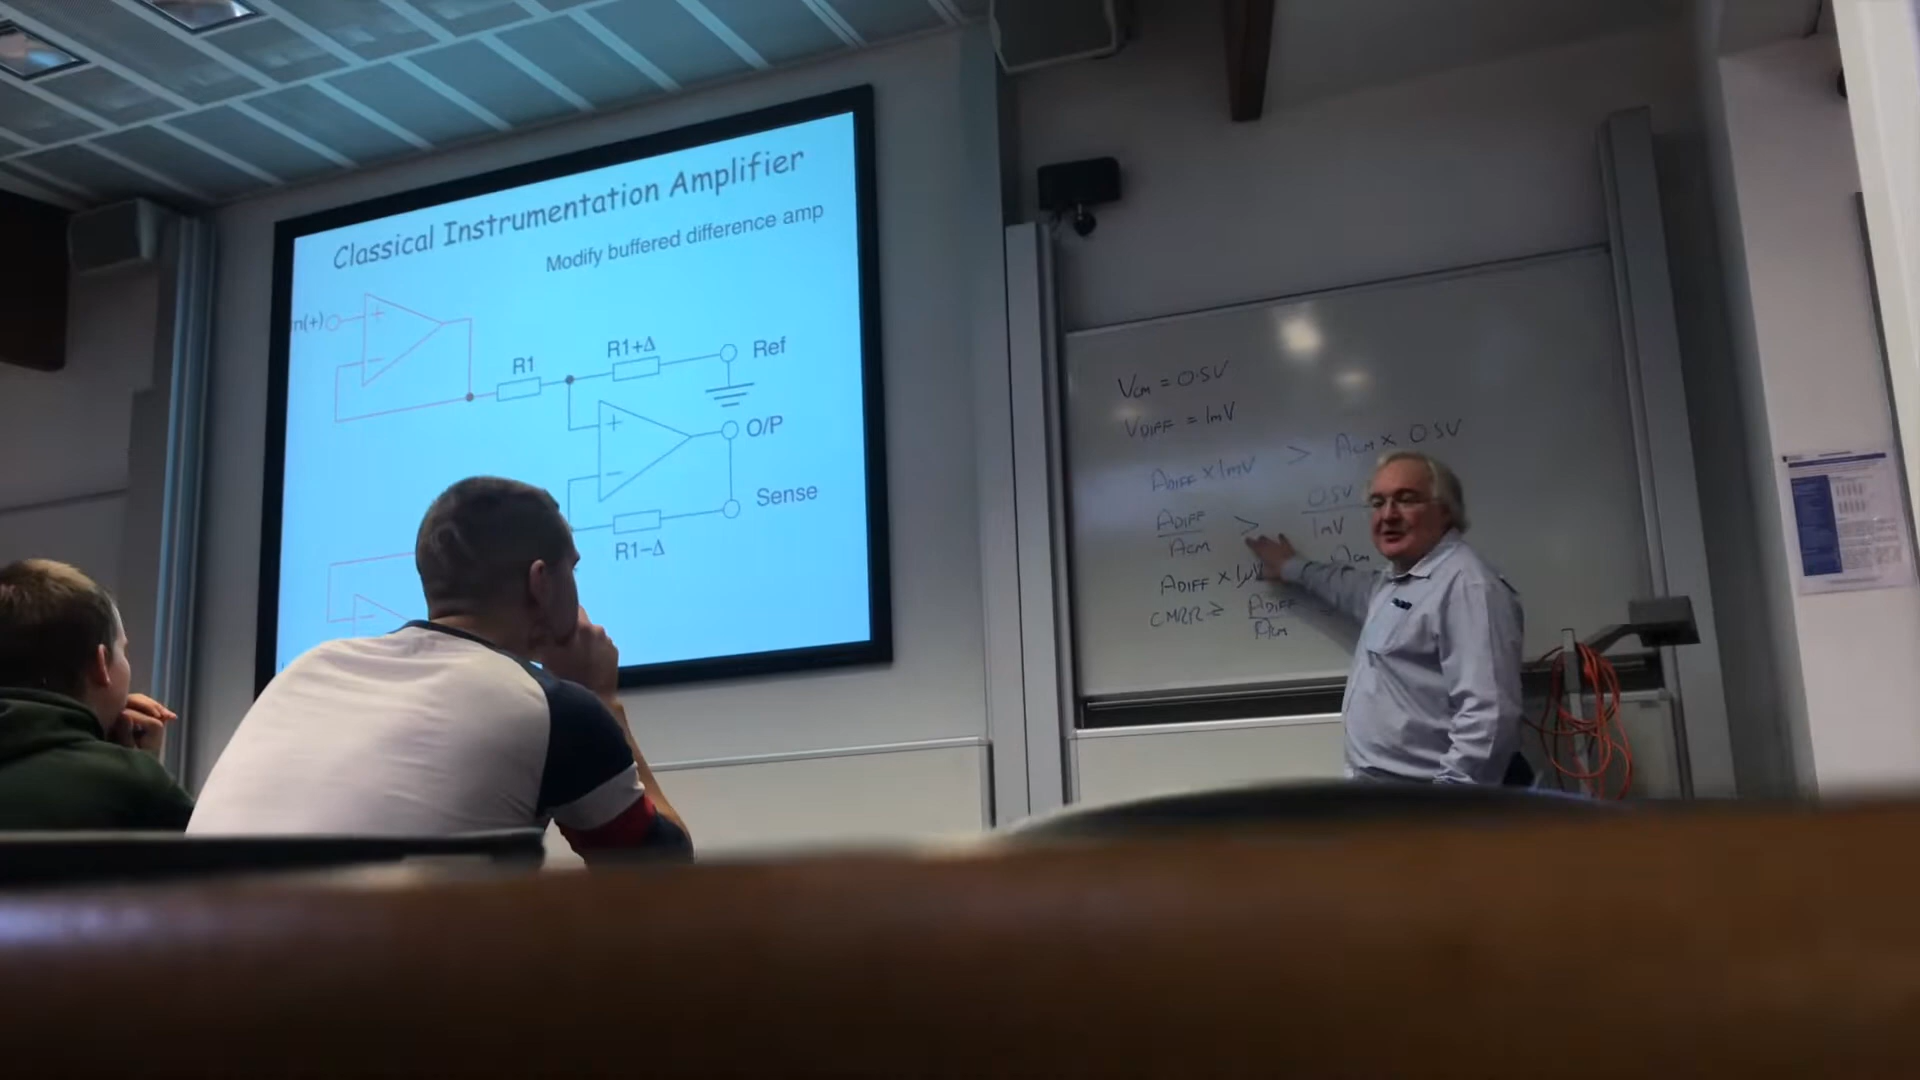 Classical Instrumentation Amplifier
Modify buffered difference amp
n(+)
+
−
R1
R1+Δ
Ref
+
−
O/P
Sense
R1−Δ
VCM = 0.5V
VDIFF = 1mV
ADIFF × 1mV > ACM × 0.5V
ADIFF / ACM > 0.5V / 1mV
ADIFF × 1μV
CMRR ≥ ADIFF / ACM